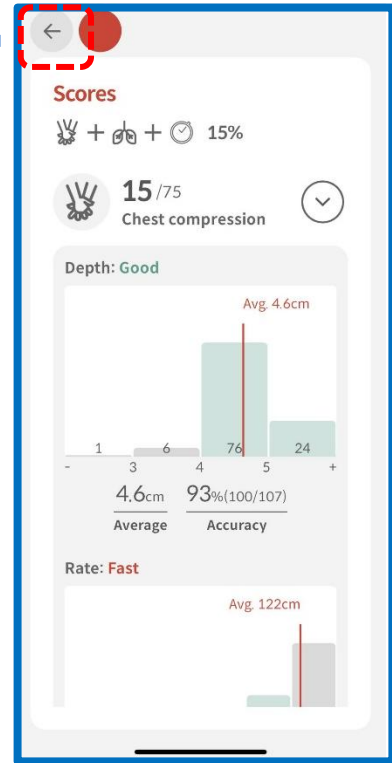 ←
Scores
+ + 15%
15/75
Chest compression
Depth: Good
Avg. 4.6cm
1 6 76 24
- 3 4 5 +
4.6cm 93%(100/107)
Average Accuracy
Rate: Fast
Avg. 122cm